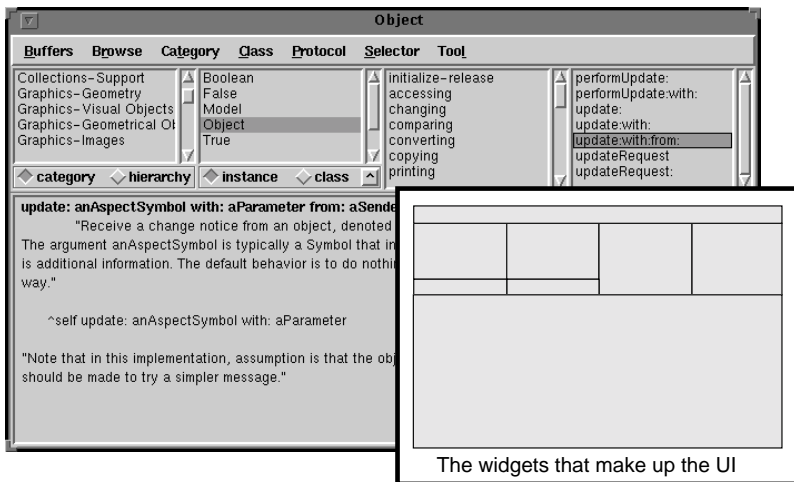 Object
Buffers Browse Category Class Protocol Selector Tool
Collections-Support
Graphics-Geometry
Graphics-Visual Objects
Graphics-Geometrical
Graphics-Images
category hierarchy
Boolean
False
Model
Object
True
instance class
initialize-release
accessing
changing
comparing
converting
copying
printing
performUpdate:
performUpdate:with:
update:
update:with:
update:with:from:
updateRequest
updateRequest:
update: anAspectSymbol with: aParameter from: aSende
"Receive a change notice from an object, denoted
The argument anAspectSymbol is typically a Symbol that in
is additional information. The default behavior is to do nothi
way."
^self update: anAspectSymbol with: aParameter
"Note that in this implementation, assumption is that the obj
should be made to try a simpler message."
The widgets that make up the UI